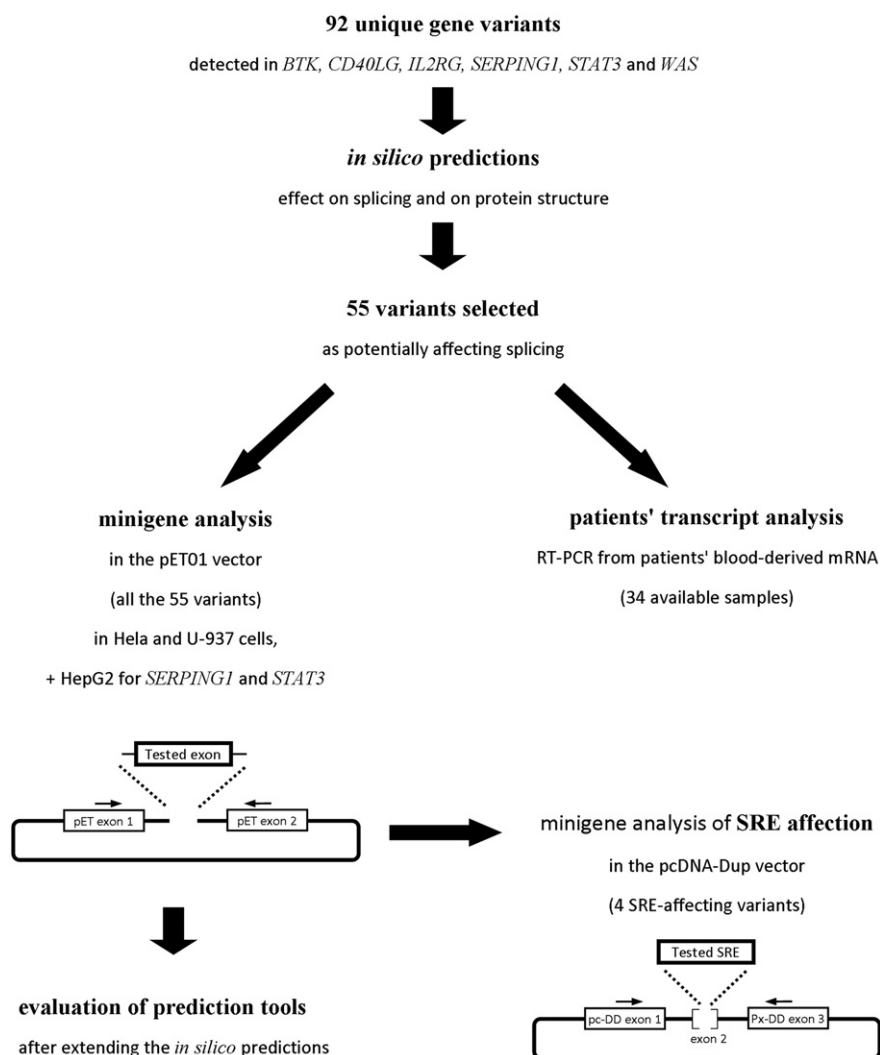 92 unique gene variants
detected in BTK, CD40LG, IL2RG, SERPING1, STAT3 and WAS
in silico predictions
effect on splicing and on protein structure
55 variants selected
as potentially affecting splicing
minigene analysis
in the pET01 vector
(all the 55 variants)
in Hela and U-937 cells,
+ HepG2 for SERPING1 and STAT3
patients' transcript analysis
RT-PCR from patients' blood-derived mRNA
(34 available samples)
Tested exon
pET exon 1
pET exon 2
minigene analysis of SRE affection
in the pcDNA-Dup vector
(4 SRE-affecting variants)
Tested SRE
pc-DD exon 1
exon 2
Px-DD exon 3
evaluation of prediction tools
after extending the in silico predictions